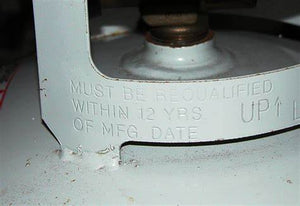 MUST BE REQUALIFIED
WITHIN 12 YRS
OF MFG. DATE
UP↑